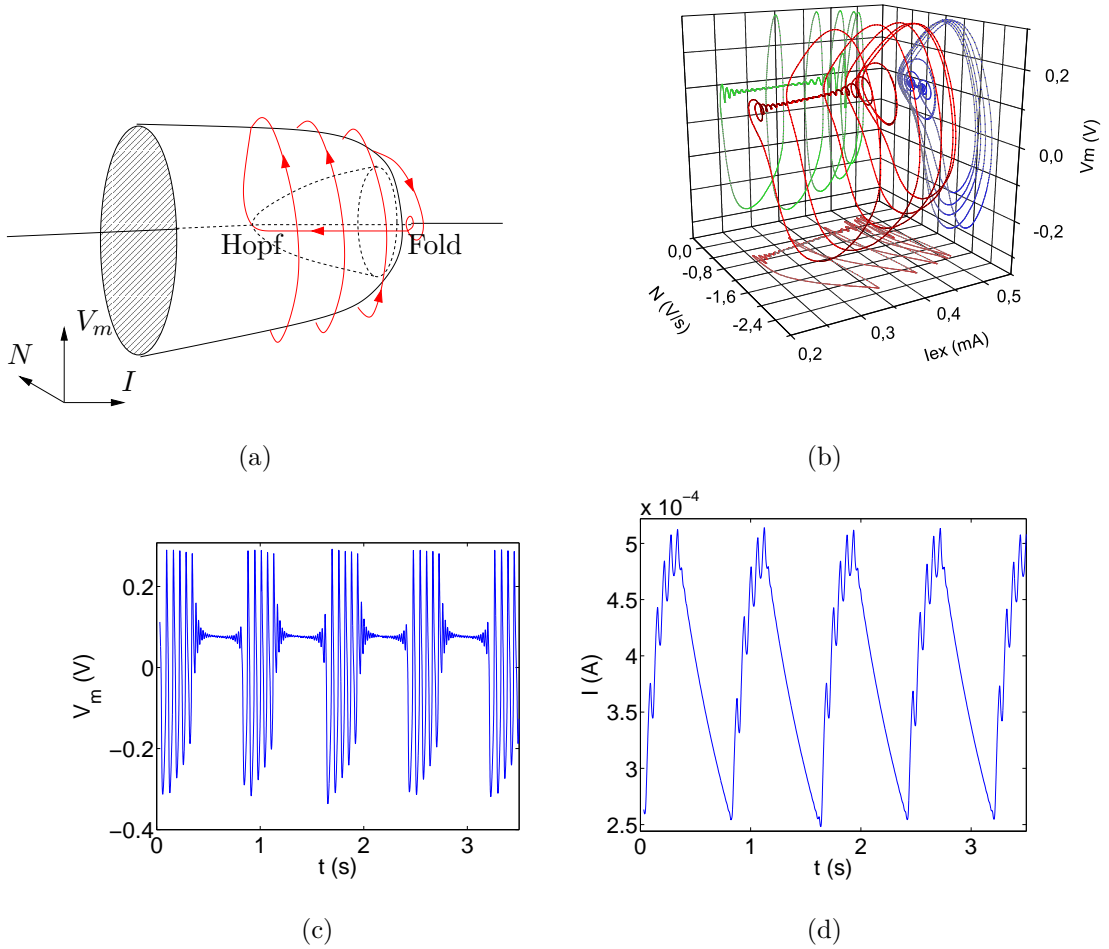 Hopf
Fold
V_m
N
I
(a)
0,2
0,0
-0,2
Vm (V)
0,0
-0,8
-1,6
-2,4
N (V/s)
0,2
0,3
0,4
0,5
Iex (mA)
(b)
0.2
0
−0.2
−0.4
V_m (V)
0
1
2
3
t (s)
(c)
x 10^−4
5
4.5
4
3.5
3
2.5
I (A)
0
1
2
3
t (s)
(d)